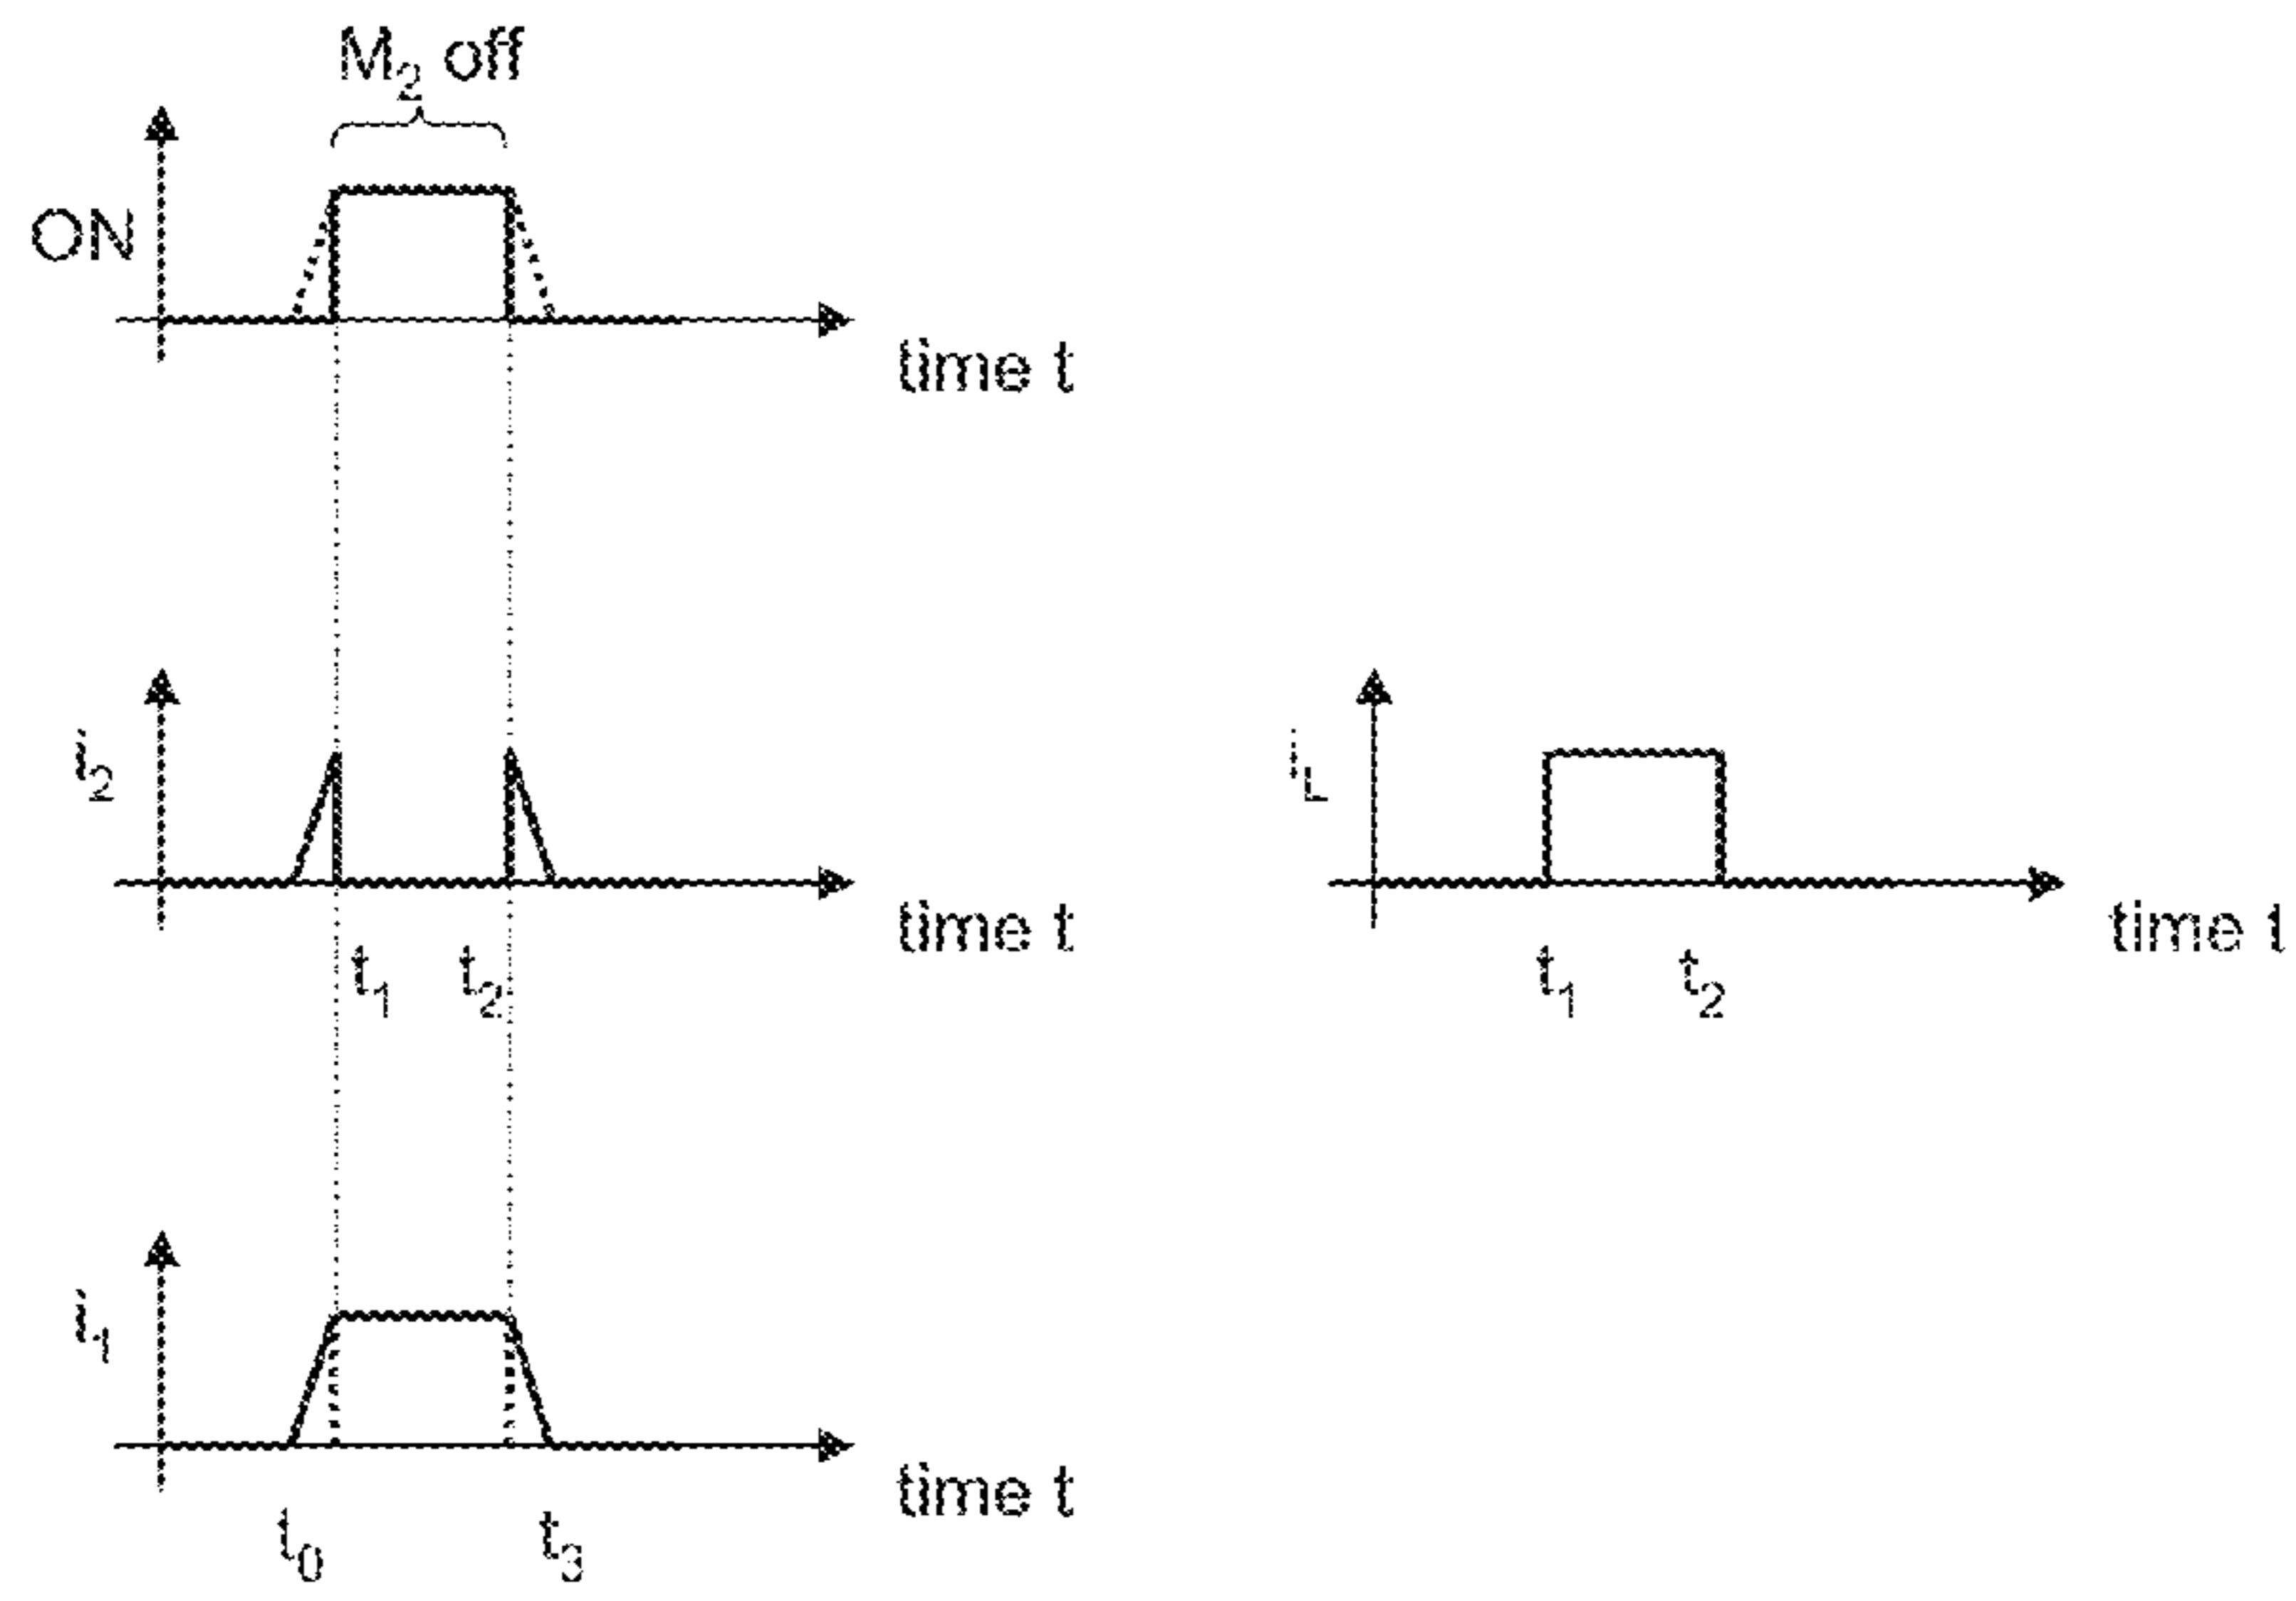 M₂ off
ON
time t
i₂
time t
t₁ t₂
iL
time t
t₁ t₂
i₁
time t
t₀ t₃